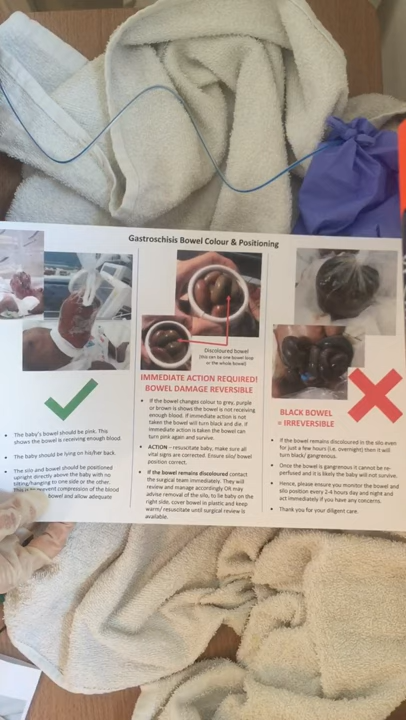 Gastroschisis Bowel Colour & Positioning
The baby's bowel should be pink. This
shows the bowel is receiving enough blood.
The baby should be lying on his/her back.
The silo and bowel should be positioned
upright directly above the baby with no
tilting/hanging to one side or the other.
This is to prevent compression of the blood
bowel and allow adequate
Discoloured bowel
(this can be one bowel loop
or the whole bowel)
IMMEDIATE ACTION REQUIRED!
BOWEL DAMAGE REVERSIBLE
If the bowel changes colour to grey, purple
or brown is shows the bowel is not receiving
enough blood. If immediate action is not
taken the bowel will turn black and die. If
immediate action is taken the bowel can
turn pink again and survive.
ACTION - resuscitate baby, make sure all
vital signs are corrected. Ensure silo/ bowel
position correct.
If the bowel remains discoloured contact
the surgical team immediately. They will
review and manage accordingly OR may
advise removal of the silo, to lie baby on the
right side, cover bowel in plastic and keep
warm/ resuscitate until surgical review is
available.
BLACK BOWEL
= IRREVERSIBLE
If the bowel remains discoloured in the silo even
for just a few hours (i.e. overnight) then it will
turn black/ gangrenous.
Once the bowel is gangrenous it cannot be re-
perfused and it is likely the baby will not survive.
Hence, please ensure you monitor the bowel and
silo position every 2-4 hours day and night and
act immediately if you have any concerns.
Thank you for your diligent care.